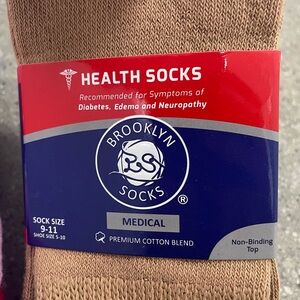 HEALTH SOCKS
Recommended for Symptoms of
Diabetes, Edema and Neuropathy
BROOKLYN
BS
SOCKS
®
MEDICAL
PREMIUM COTTON BLEND
SOCK SIZE
9-11
SHOE SIZE 5-10
Non-Binding
Top